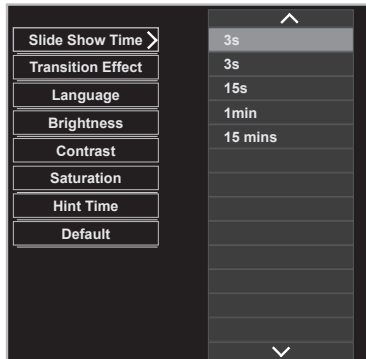 Slide Show Time
Transition Effect
Language
Brightness
Contrast
Saturation
Hint Time
Default
3s
3s
15s
1min
15 mins